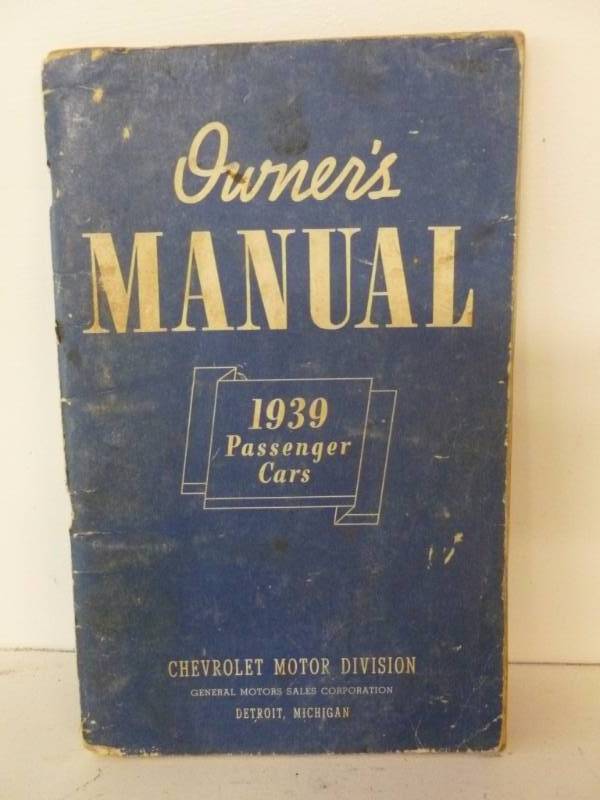 Owner's
MANUAL
1939
Passenger
Cars
CHEVROLET MOTOR DIVISION
GENERAL MOTORS SALES CORPORATION
DETROIT, MICHIGAN